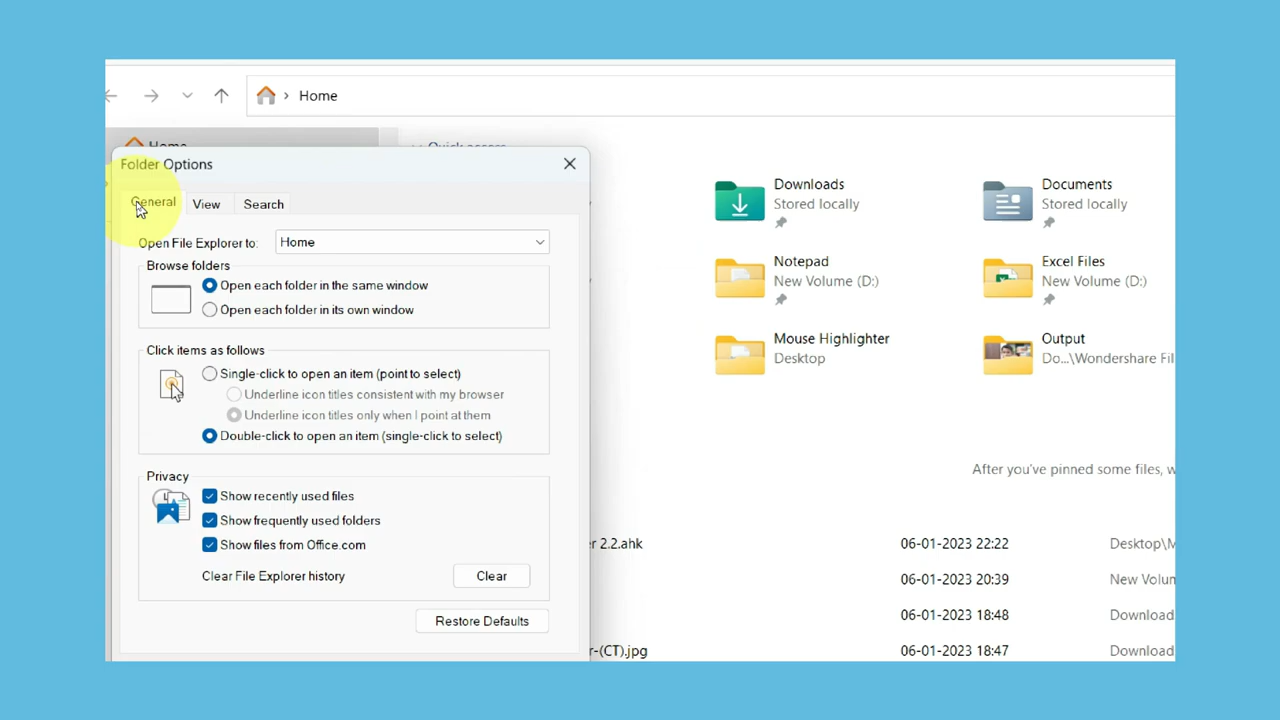 Home
Home
Quick access
Folder Options
General
View
Search
Open File Explorer to:
Home
Browse folders
Open each folder in the same window
Open each folder in its own window
Click items as follows
Single-click to open an item (point to select)
Underline icon titles consistent with my browser
Underline icon titles only when I point at them
Double-click to open an item (single-click to select)
Privacy
Show recently used files
Show frequently used folders
Show files from Office.com
Clear File Explorer history
Clear
Restore Defaults
Downloads
Stored locally
Documents
Stored locally
Notepad
New Volume (D:)
Excel Files
New Volume (D:)
Mouse Highlighter
Desktop
Output
Do...\Wondershare Fil
After you've pinned some files, w
r 2.2.ahk 06-01-2023 22:22 Desktop\M
06-01-2023 20:39 New Volum
06-01-2023 18:48 Download
r-(CT).jpg 06-01-2023 18:47 Download